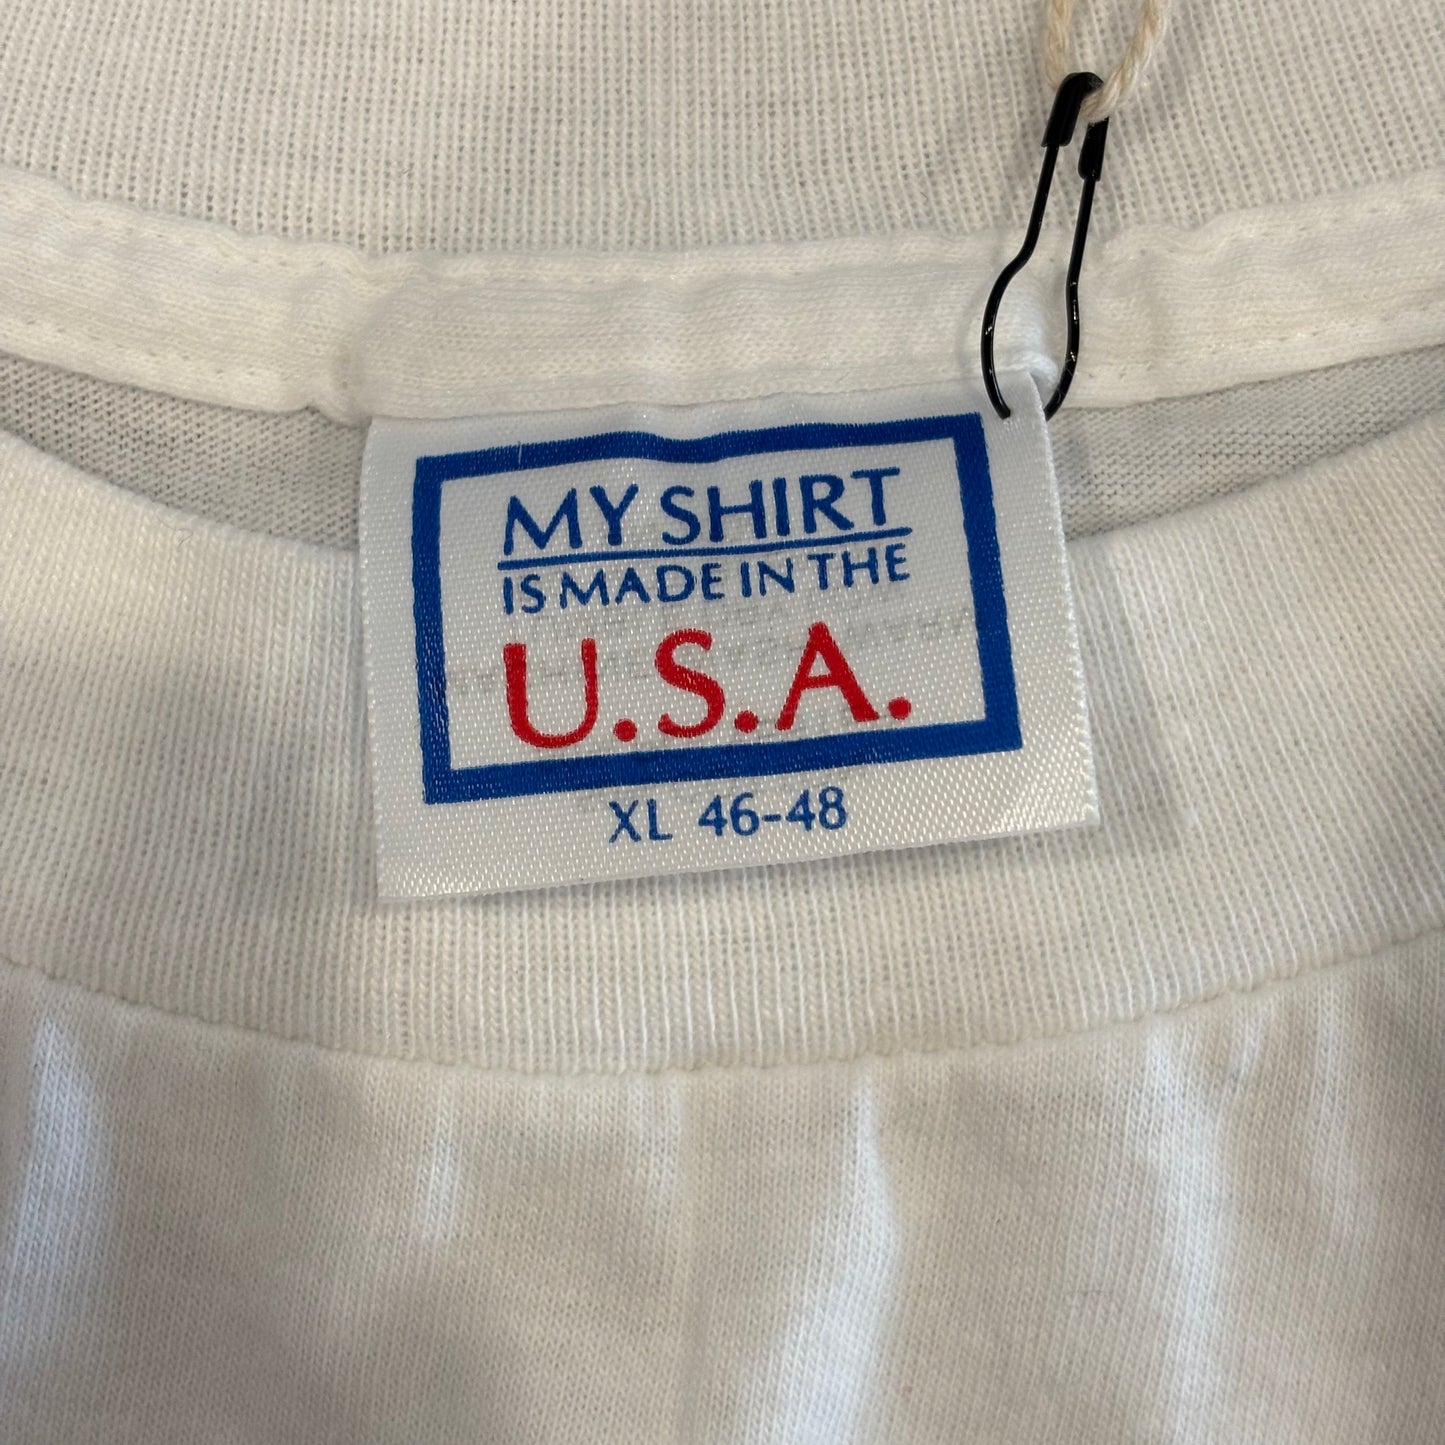 MY SHIRT
IS MADE IN THE
U.S.A.
XL 46-48